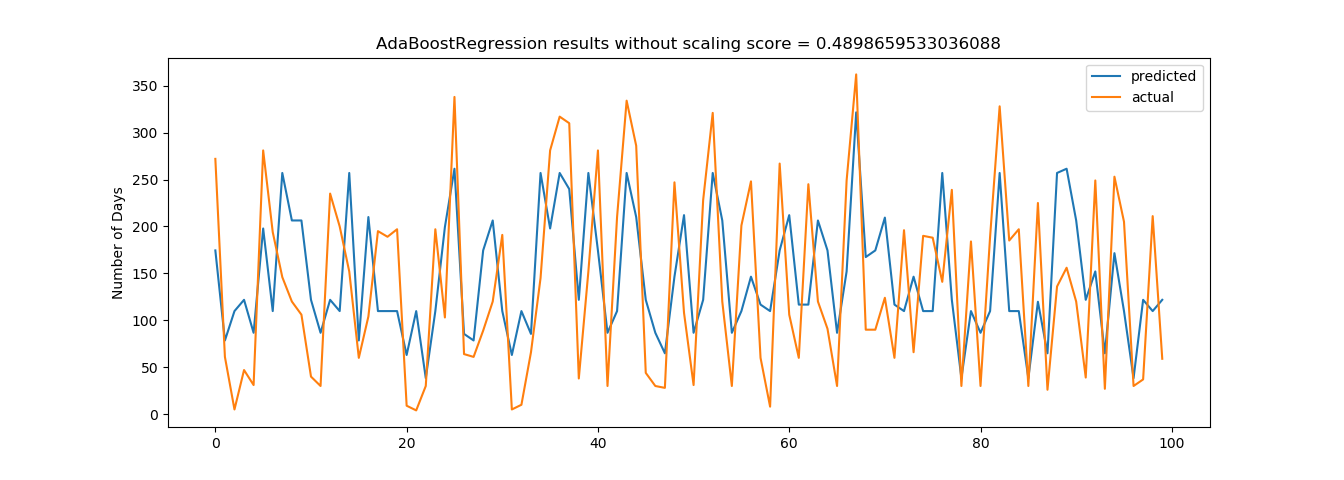 AdaBoostRegression results without scaling score = 0.4898659533036088
predicted
actual
Number of Days
350
300
250
200
150
100
50
0
0 20 40 60 80 100